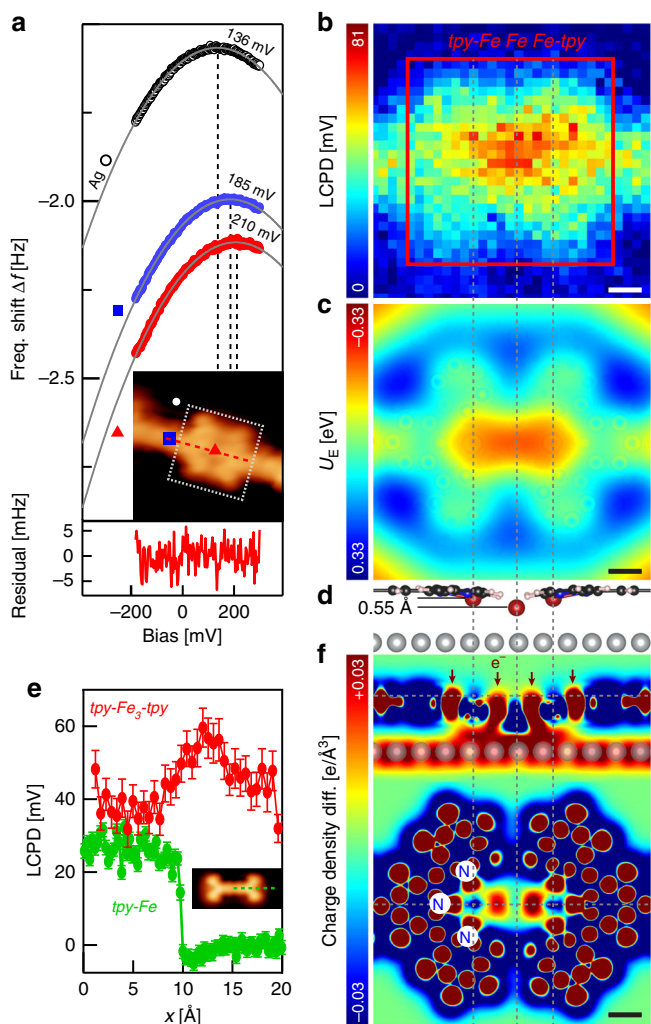 a
136 mV
Ag
−2.0
185 mV
210 mV
Freq. shift Δf [Hz]
−2.5
Residual [mHz]
5
0
−5
−200
0
200
400
Bias [mV]
b
81
LCPD [mV]
0
tpy-Fe Fe Fe-tpy
c
−0.33
U_E [eV]
0.33
d
0.55 Å
e
tpy-Fe₃-tpy
60
40
20
0
LCPD [mV]
tpy-Fe
0
5
10
15
20
x [Å]
f
+0.03
e⁻
Charge density diff. [e/Å³]
−0.03
N
N
N